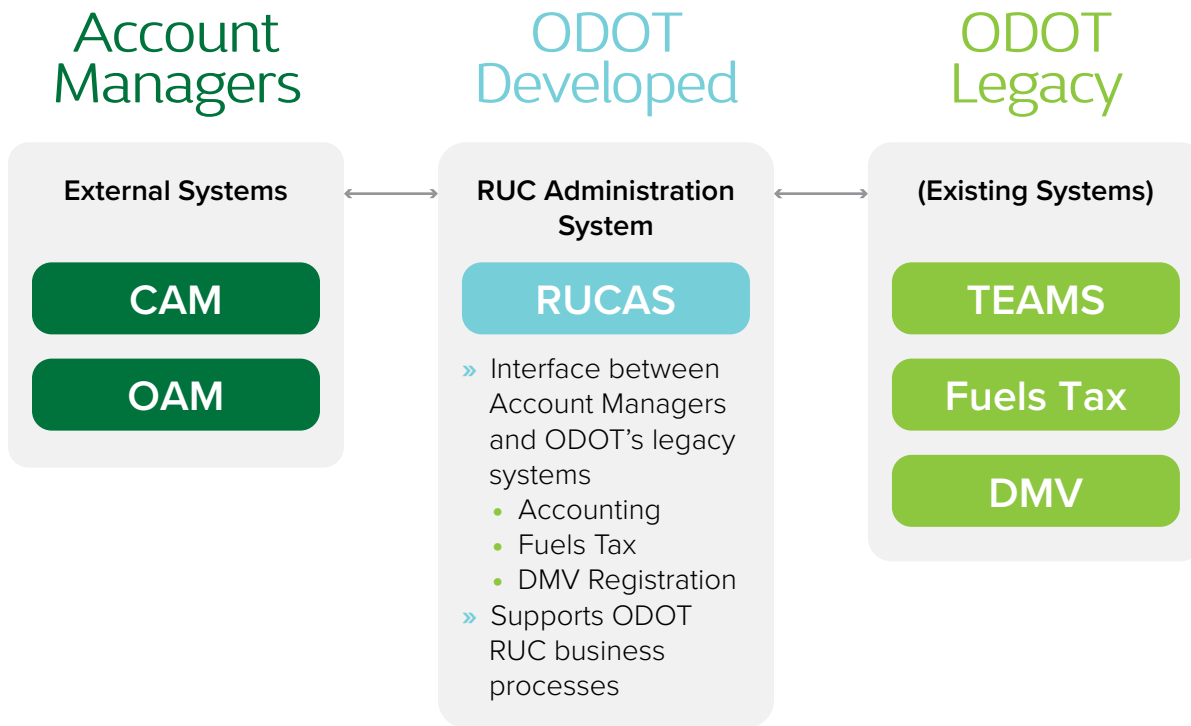 Account
Managers
External Systems
CAM
OAM
ODOT
Developed
RUC Administration
System
RUCAS
» Interface between
Account Managers
and ODOT’s legacy
systems
• Accounting
• Fuels Tax
• DMV Registration
» Supports ODOT
RUC business
processes
ODOT
Legacy
(Existing Systems)
TEAMS
Fuels Tax
DMV